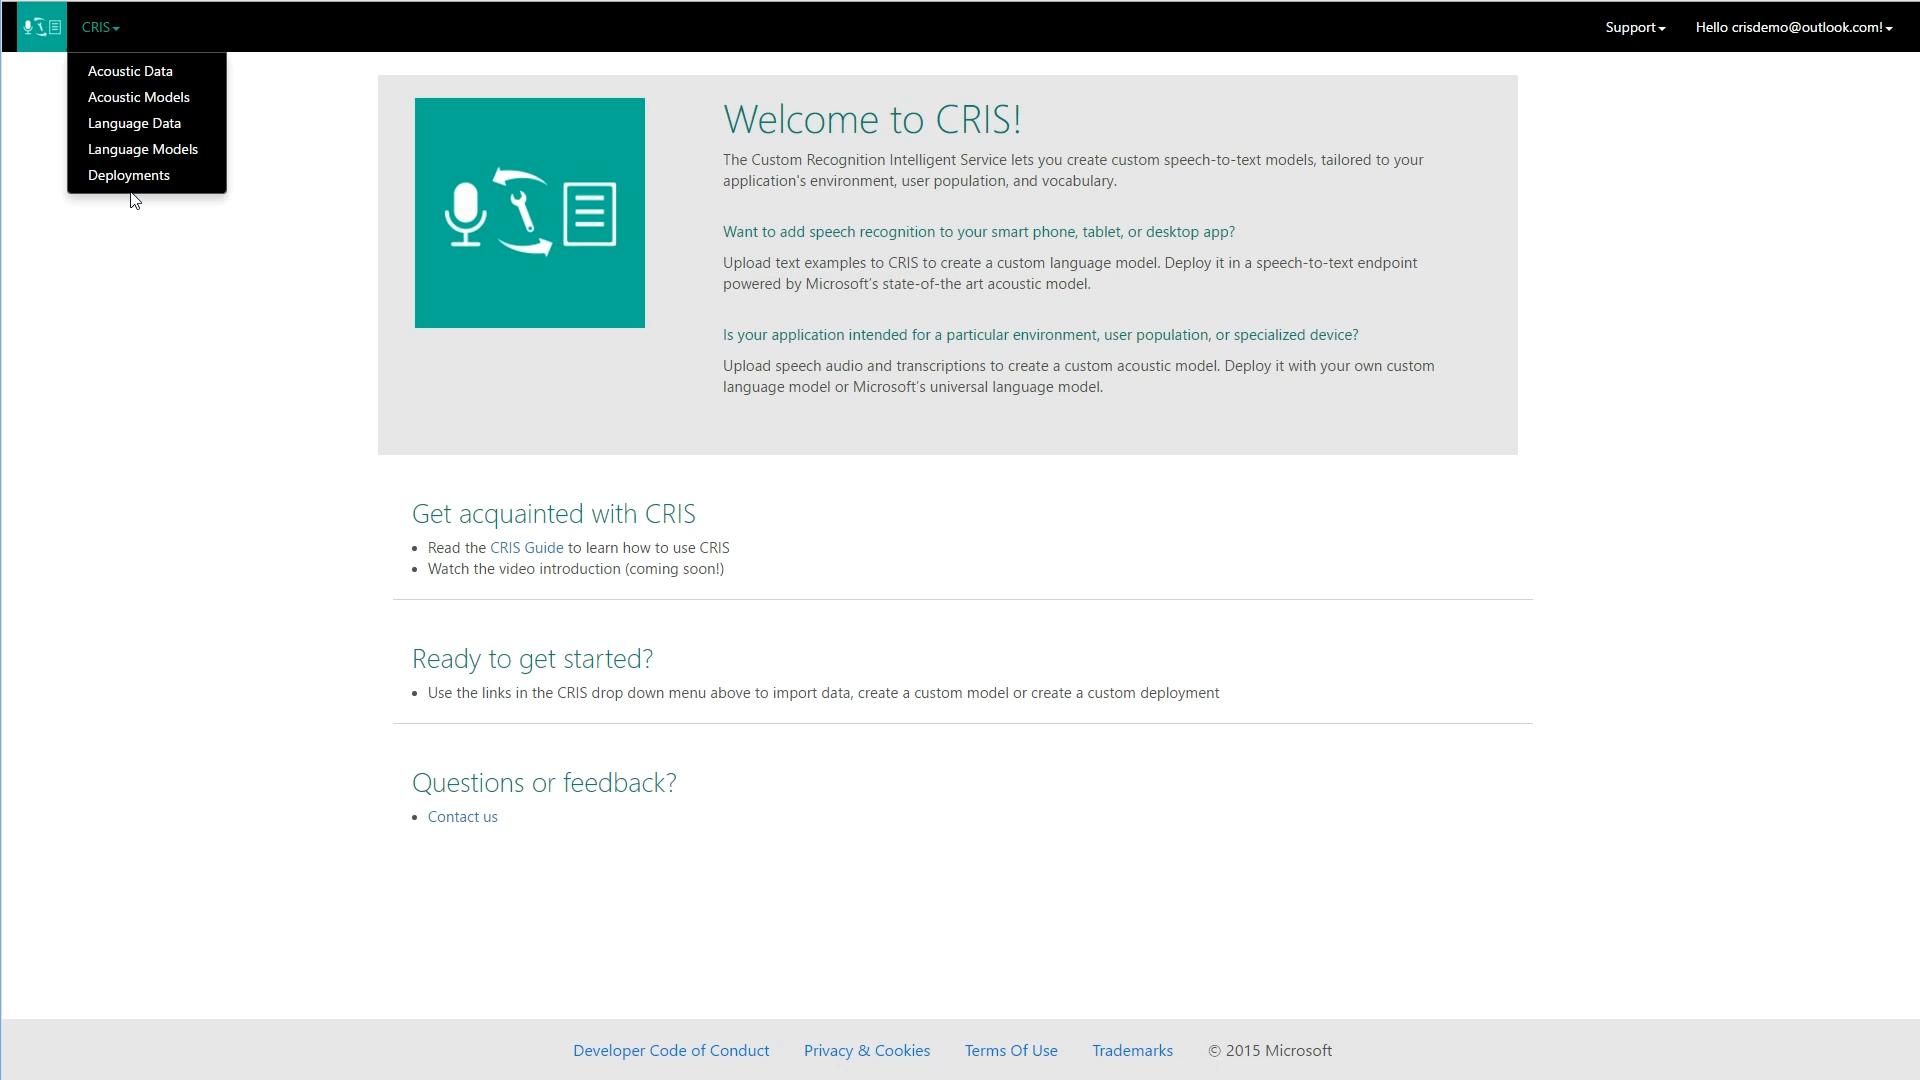 CRIS
Support
Hello crisdemo@outlook.com!
Acoustic Data
Acoustic Models
Language Data
Language Models
Deployments
Welcome to CRIS!
The Custom Recognition Intelligent Service lets you create custom speech-to-text models, tailored to your
application's environment, user population, and vocabulary.
Want to add speech recognition to your smart phone, tablet, or desktop app?
Upload text examples to CRIS to create a custom language model. Deploy it in a speech-to-text endpoint
powered by Microsoft's state-of-the art acoustic model.
Is your application intended for a particular environment, user population, or specialized device?
Upload speech audio and transcriptions to create a custom acoustic model. Deploy it with your own custom
language model or Microsoft's universal language model.
Get acquainted with CRIS
• Read the CRIS Guide to learn how to use CRIS
• Watch the video introduction (coming soon!)
Ready to get started?
• Use the links in the CRIS drop down menu above to import data, create a custom model or create a custom deployment
Questions or feedback?
• Contact us
Developer Code of Conduct
Privacy & Cookies
Terms Of Use
Trademarks
© 2015 Microsoft